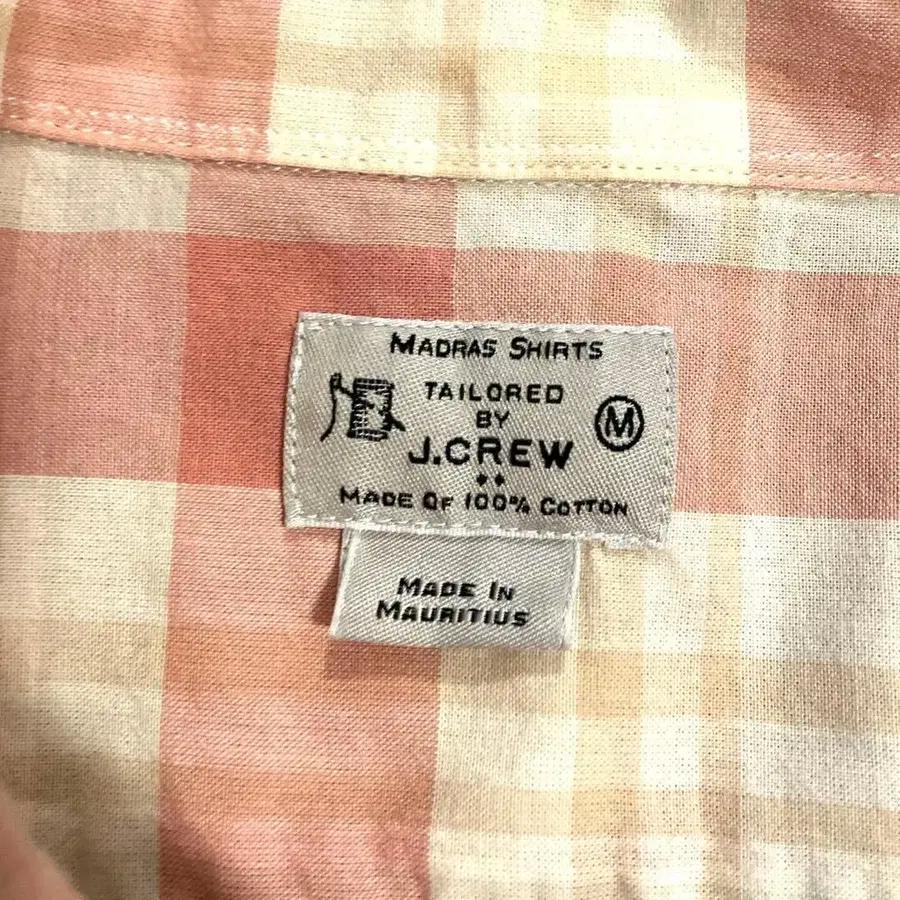 MADRAS SHIRTS
TAILORED
BY
M
J.CREW
MADE OF 100% COTTON
MADE IN
MAURITIUS